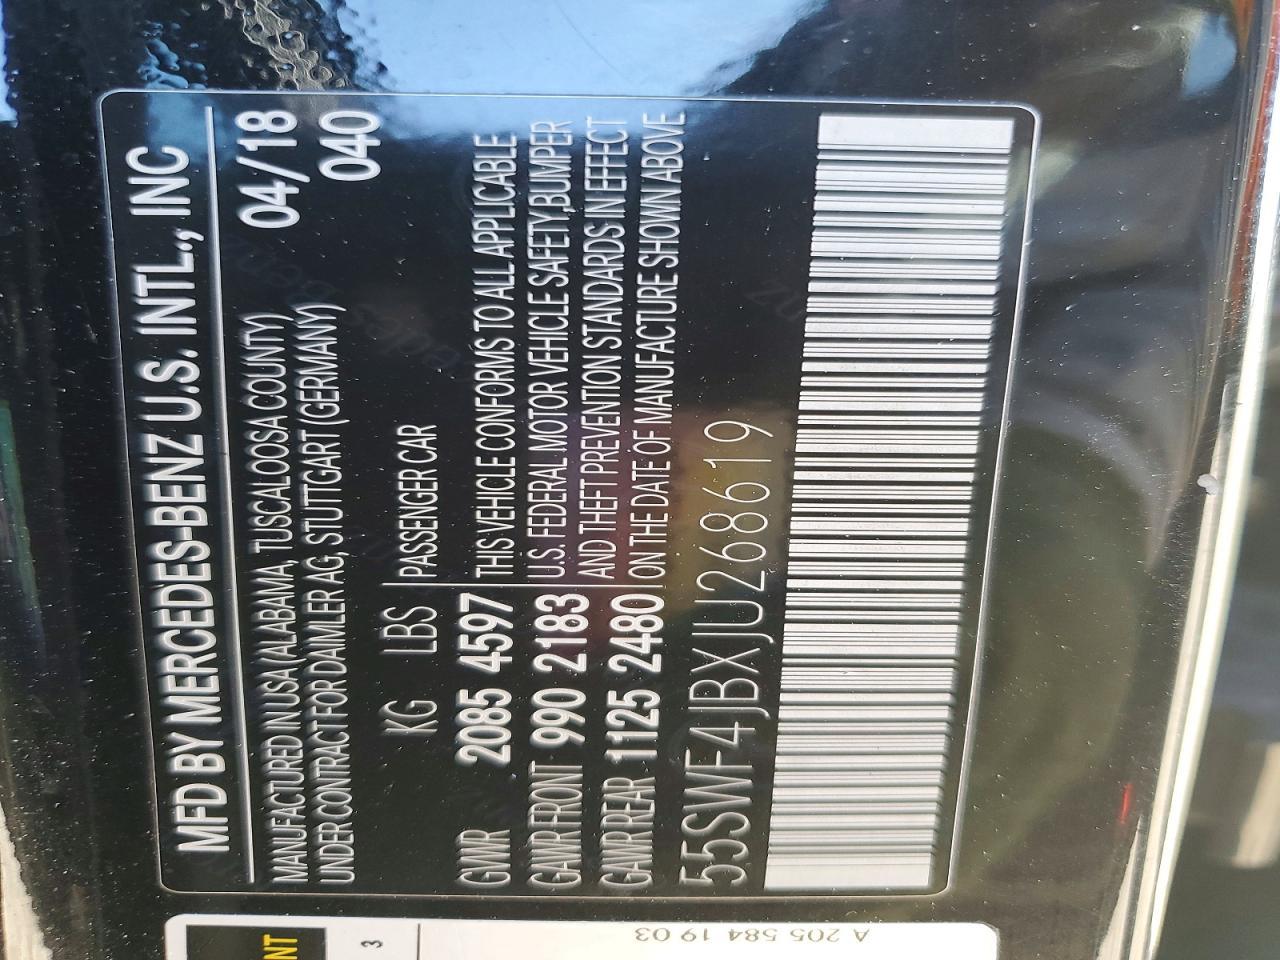 MFD BY MERCEDES-BENZ U.S. INTL., INC
MANUFACTURED IN USA (ALABAMA, TUSCALOOSA COUNTY) 04/18
UNDER CONTRACT FOR DAIMLER AG, STUTTGART (GERMANY) 040
KG LBS PASSENGER CAR
GVWR 2085 4597 THIS VEHICLE CONFORMS TO ALL APPLICABLE
GAWR FRONT 990 2183 U.S. FEDERAL MOTOR VEHICLE SAFETY,BUMPER
GAWR REAR 1125 2480 AND THEFT PREVENTION STANDARDS IN EFFECT
ON THE DATE OF MANUFACTURE SHOWN ABOVE
55SWF4JBXJU268619
3
A 205 584 19 03